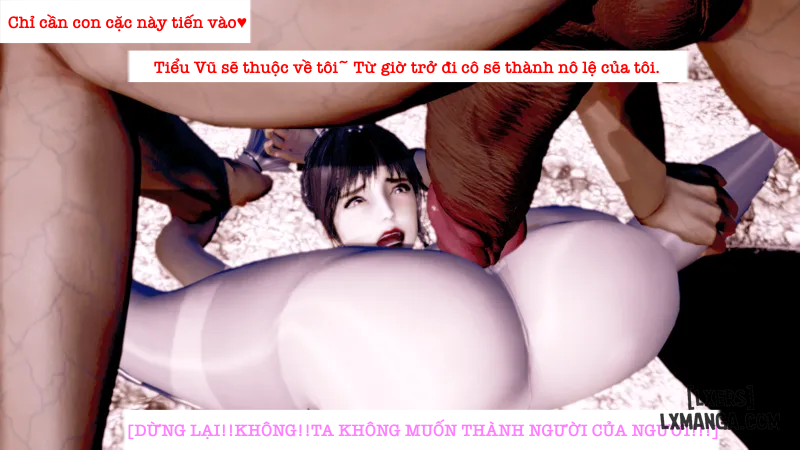 Chỉ cần con cặc này tiến vào♥
Tiểu Vũ sẽ thuộc về tôi~ Từ giờ trở đi cô sẽ thành nô lệ của tôi.
[DỪNG LẠI!!KHÔNG!!TA KHÔNG MUỐN THÀNH NGƯỜI CỦA NGƯƠI!!!]
LXMANGA.COM